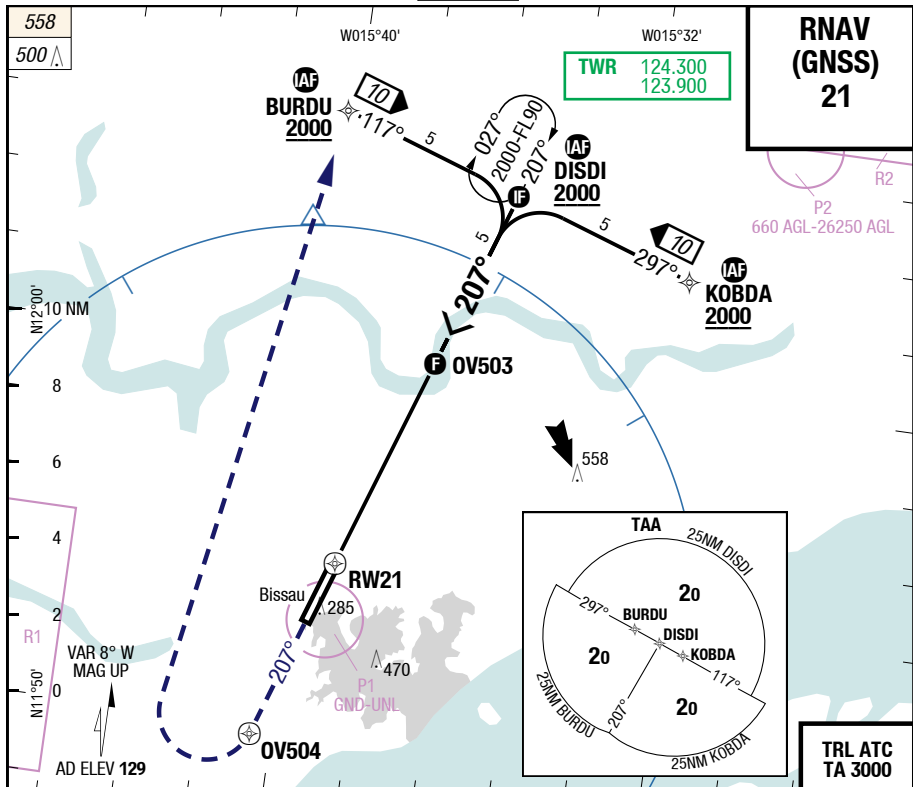 558
500
W015°40'
W015°32'
RNAV
(GNSS)
21
TWR 124.300
123.900
IAF
BURDU
2000
10
117°
5
027°
2000-FL90
207°
IAF
DISDI
2000
IF
R2
P2
660 AGL-26250 AGL
5
10
297°
IAF
KOBDA
2000
5
207°
N12°00'
10 NM
F OV503
8
6
558
4
TAA
25NM DISDI
RW21
Bissau
285
297°
20
BURDU
DISDI
KOBDA
2
R1
VAR 8° W
MAG UP
470
207°
P1
GND-UNL
20
117°
20
N11°50'
0
25NM BURDU
207°
25NM KOBDA
OV504
AD ELEV 129
TRL ATC
TA 3000